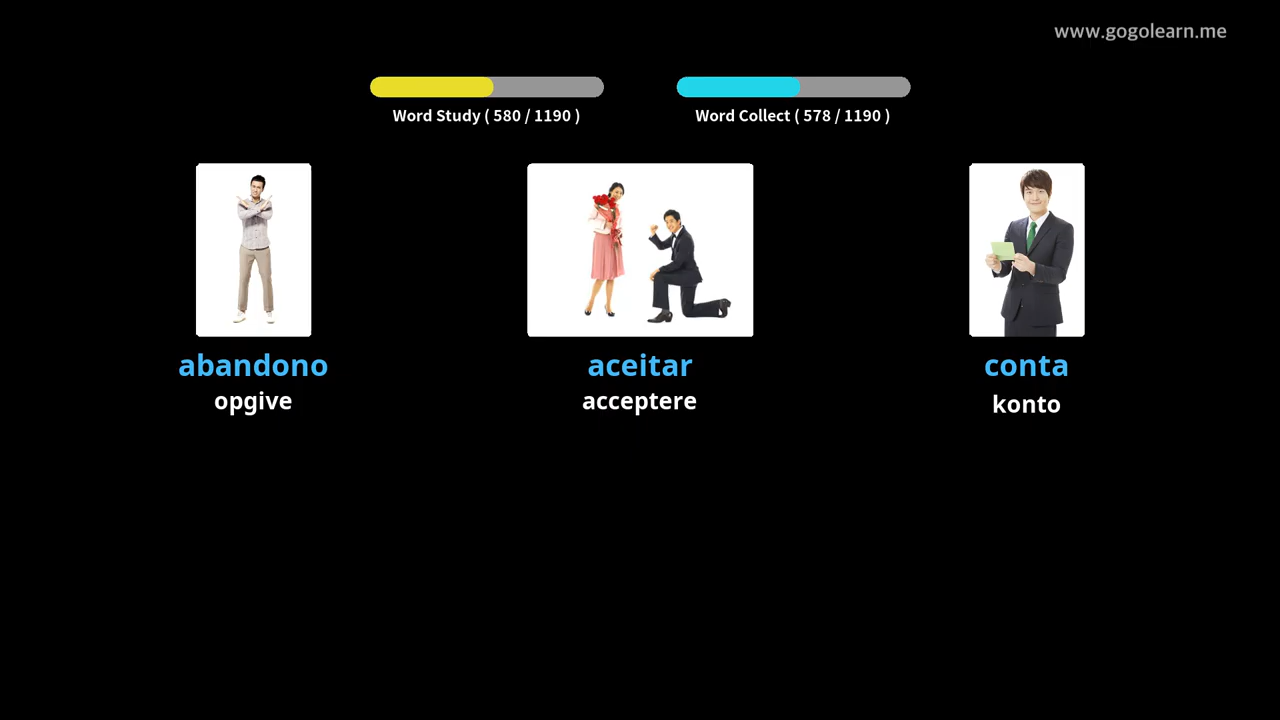 www.gogolearn.me
Word Study ( 580 / 1190 )
Word Collect ( 578 / 1190 )
abandono
opgive
aceitar
acceptere
conta
konto